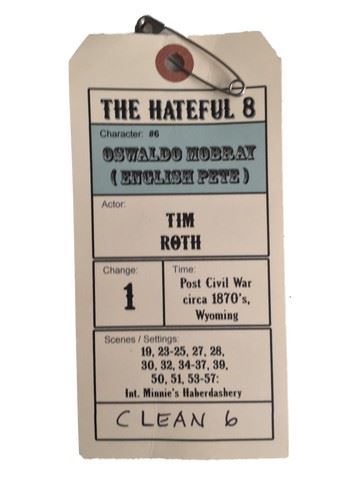 THE HATEFUL 8
Character: #6
OSWALDO MOBRAY
( ENGLISH PETE )
Actor:
TIM
ROTH
Change:
1
Time:
Post Civil War
circa 1870's,
Wyoming
Scenes / Settings:
19, 23-25, 27, 28,
30, 32, 34-37, 39,
50, 51, 53-57:
Int. Minnie's Haberdashery
CLEAN 6